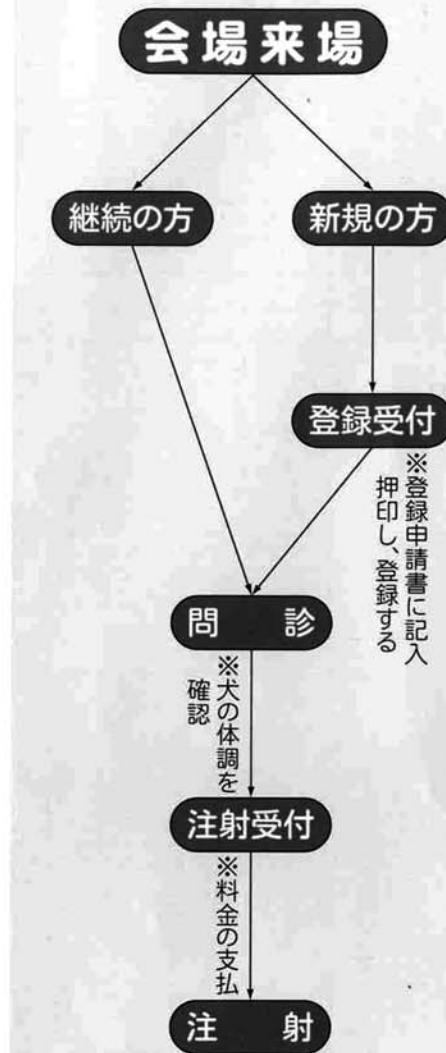 会場来場
継続の方
新規の方
登録受付
※登録申請書に記入
押印し、登録する
問　診
※犬の体調を
確認
注射受付
※料金の支払
注　射